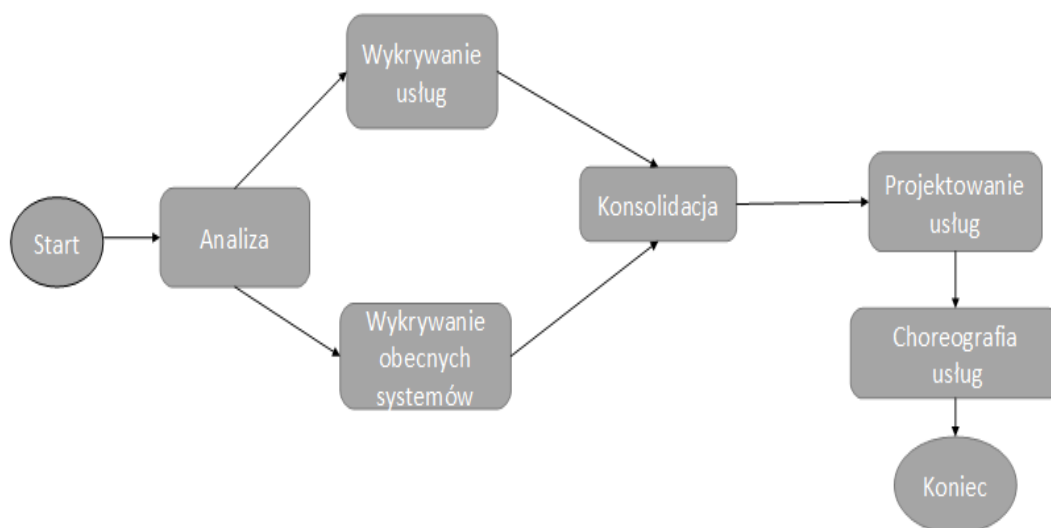 Start
Analiza
Wykrywanie
usług
Wykrywanie
obecnych
systemów
Konsolidacja
Projektowanie
usług
Choreografia
usług
Koniec